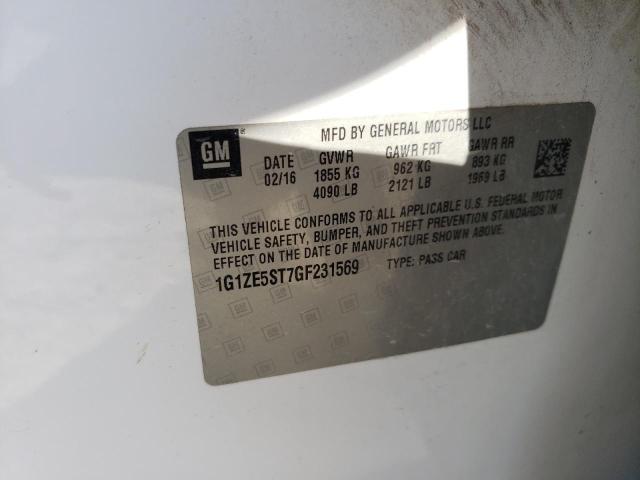 MFD BY GENERAL MOTORS LLC
GM
DATE GVWR GAWR FRT GAWR RR
02/16 1855 KG 962 KG 893 KG
4090 LB 2121 LB 1969 LB
THIS VEHICLE CONFORMS TO ALL APPLICABLE U.S. FEDERAL MOTOR
VEHICLE SAFETY, BUMPER, AND THEFT PREVENTION STANDARDS IN
EFFECT ON THE DATE OF MANUFACTURE SHOWN ABOVE.
1G1ZE5ST7GF231569 TYPE: PASS CAR